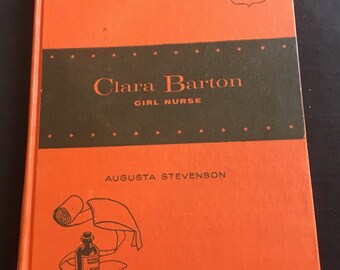 Clara Barton
GIRL NURSE
AUGUSTA STEVENSON